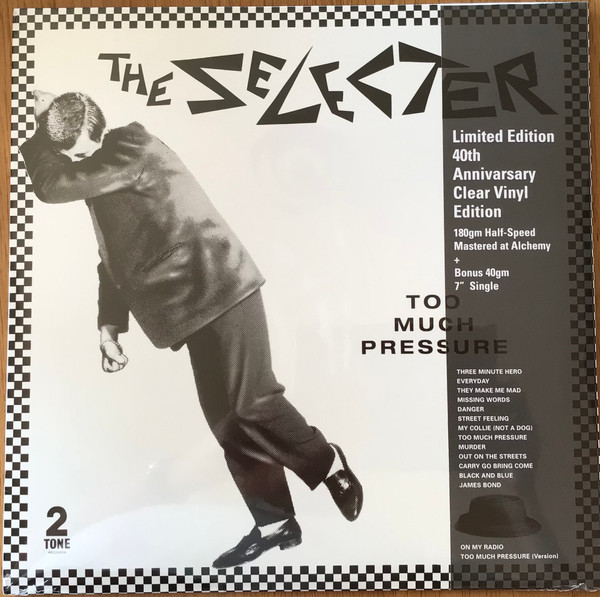 THE SELECTER
Limited Edition
40th
Annivarsary
Clear Vinyl
Edition
180gm Half-Speed
Mastered at Alchemy
+
Bonus 40gm
7" Single
TOO
MUCH
PRESSURE
THREE MINUTE HERO
EVERYDAY
THEY MAKE ME MAD
MISSING WORDS
DANGER
STREET FEELING
MY COLLIE (NOT A DOG)
TOO MUCH PRESSURE
MURDER
OUT ON THE STREETS
CARRY GO BRING COME
BLACK AND BLUE
JAMES BOND
ON MY RADIO
TOO MUCH PRESSURE (Version)
2
TONE